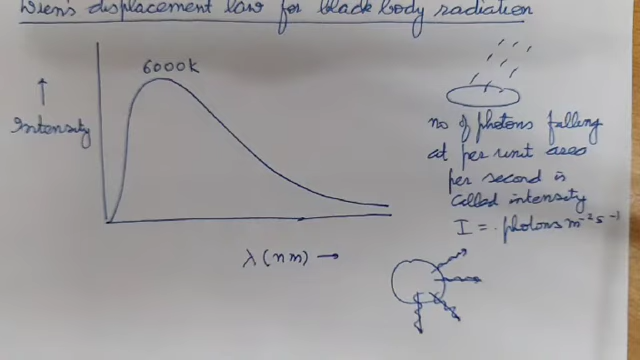 Wien's displacement law for black body radiation
6000k
Intensity
λ (nm) →
no of photons falling
at per unit area
per second is
called intensity
I = . photons m⁻² s⁻¹